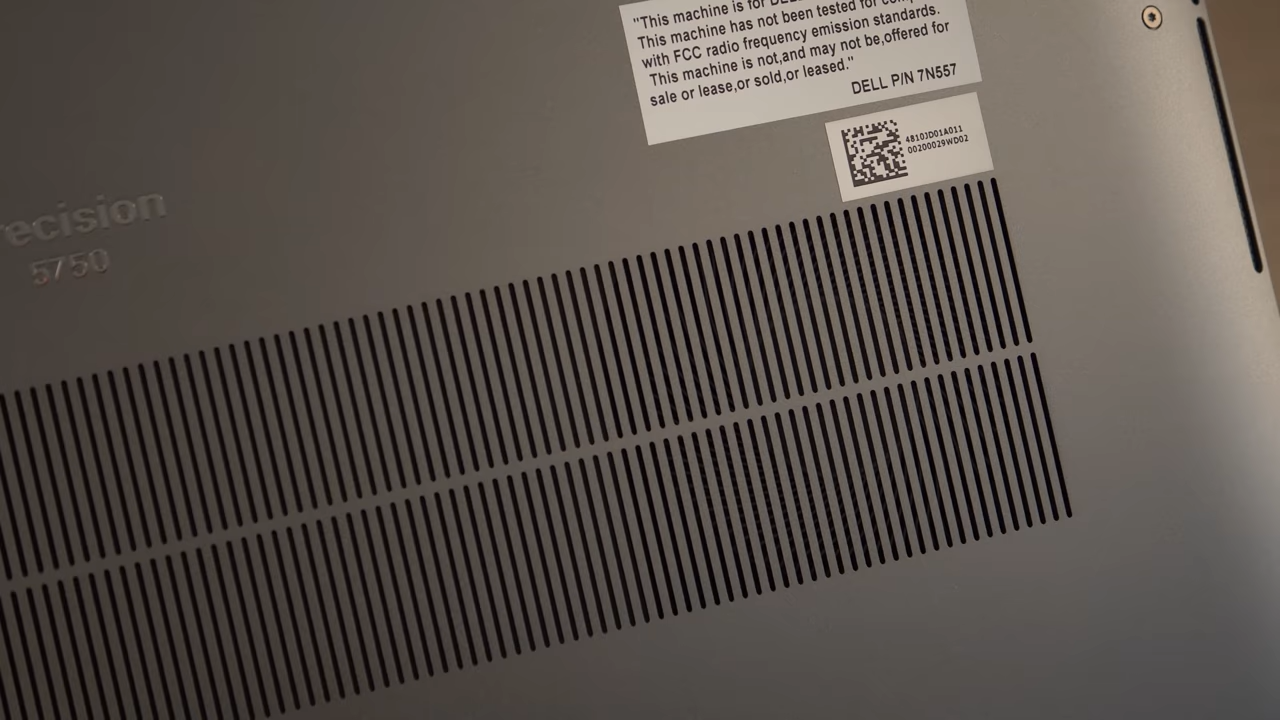 "This machine is for
This machine has not been tested for
with FCC radio frequency emission standards.
This machine is not,and may not be,offered for
sale or lease,or sold,or leased."
DELL P/N 7N557
4810JD01A011
00200029WD02
recision
5750